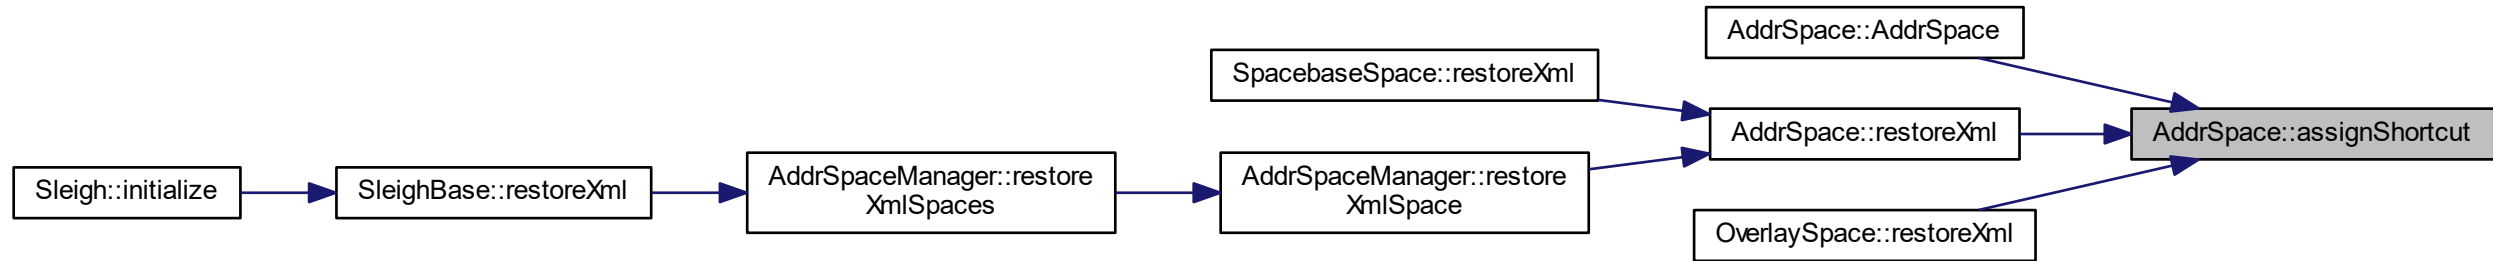 AddrSpace::AddrSpace
SpacebaseSpace::restoreXml
AddrSpace::restoreXml
AddrSpace::assignShortcut
Sleigh::initialize
SleighBase::restoreXml
AddrSpaceManager::restore
XmlSpaces
AddrSpaceManager::restore
XmlSpace
OverlaySpace::restoreXml